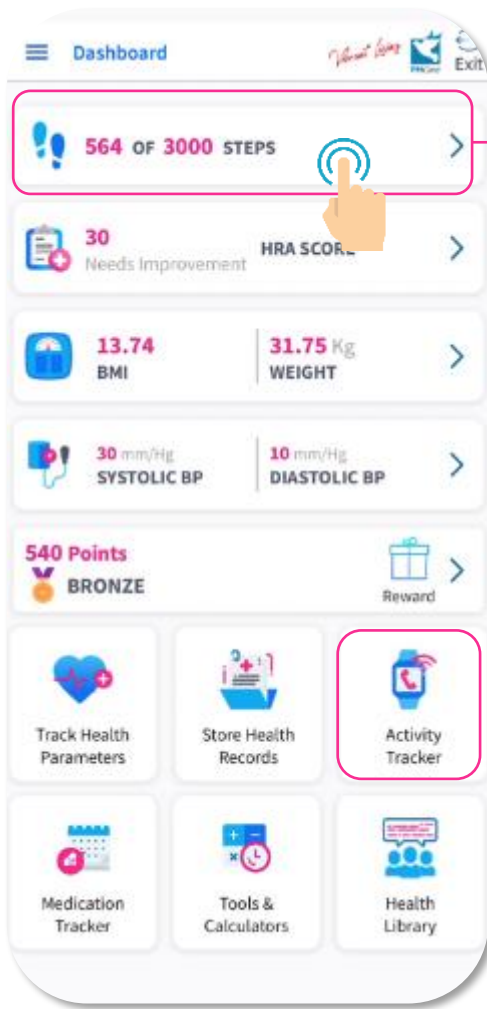 Dashboard
Vibrant living
Exit
564 OF 3000 STEPS
30
Needs Improvement
HRA SCORE
13.74
BMI
31.75 Kg
WEIGHT
30 mm/Hg
SYSTOLIC BP
10 mm/Hg
DIASTOLIC BP
540 Points
BRONZE
Reward
Track Health
Parameters
Store Health
Records
Activity
Tracker
Medication
Tracker
Tools &
Calculators
Health
Library